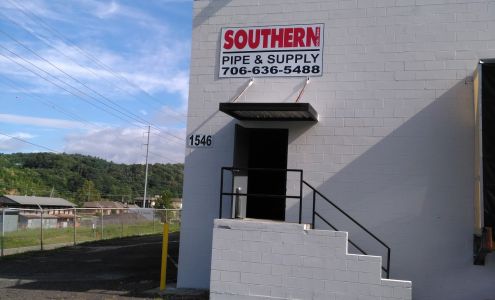 SOUTHERN
PIPE & SUPPLY
706-636-5488
1546